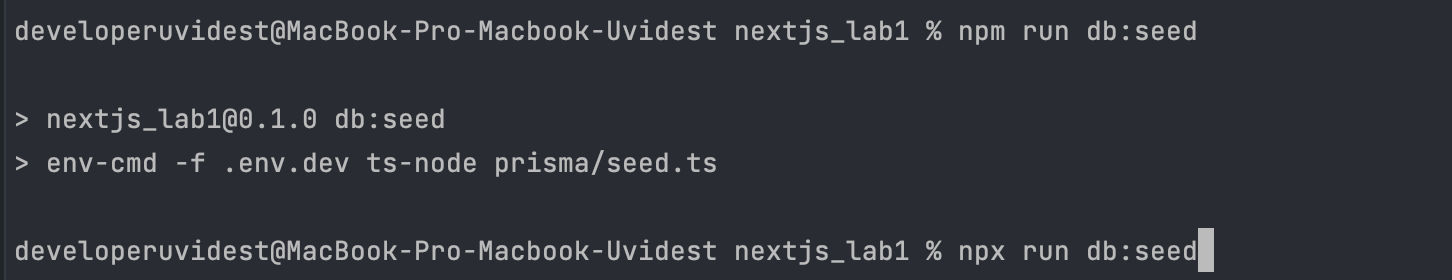 developeruvidest@MacBook-Pro-Macbook-Uvidest nextjs_lab1 % npm run db:seed
> nextjs_lab1@0.1.0 db:seed
> env-cmd -f .env.dev ts-node prisma/seed.ts
developeruvidest@MacBook-Pro-Macbook-Uvidest nextjs_lab1 % npx run db:seed